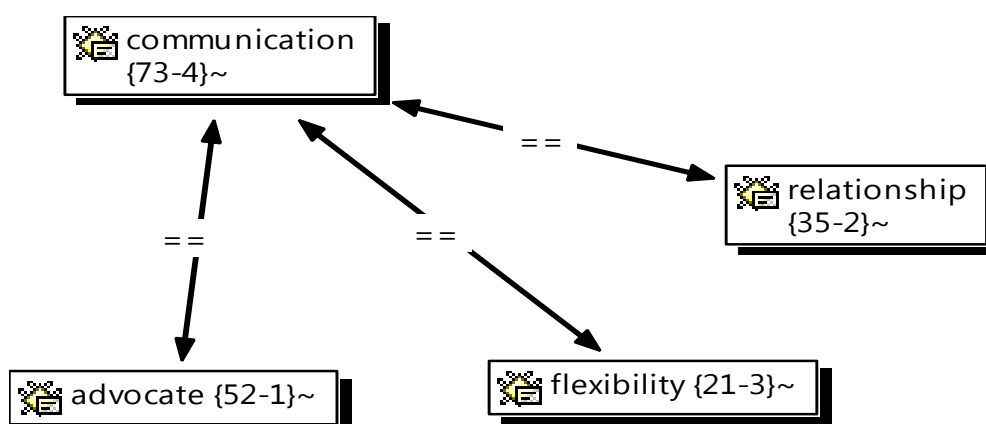 communication
{73-4}~
==
relationship
{35-2}~
==
==
advocate {52-1}~
flexibility {21-3}~